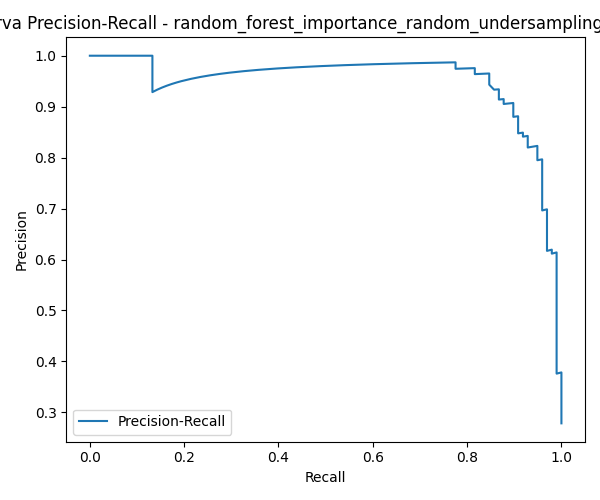 rva Precision-Recall - random_forest_importance_random_undersampling
1.0
0.9
0.8
0.7
0.6
0.5
0.4
0.3
Precision
Precision-Recall
0.0 0.2 0.4 0.6 0.8 1.0
Recall